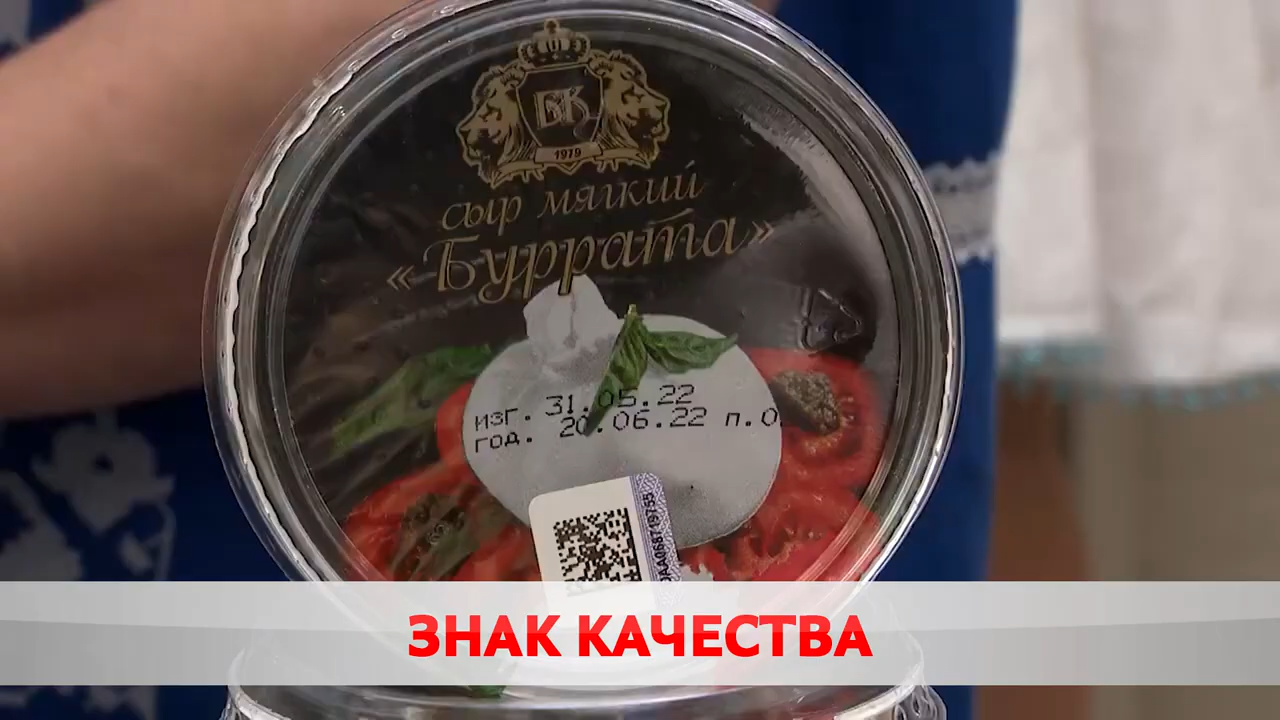 БК
1979
сыр мягкий
«Буррата»
изг. 31.05.22
год. 20.06.22 п.О
ЗНАК КАЧЕСТВА